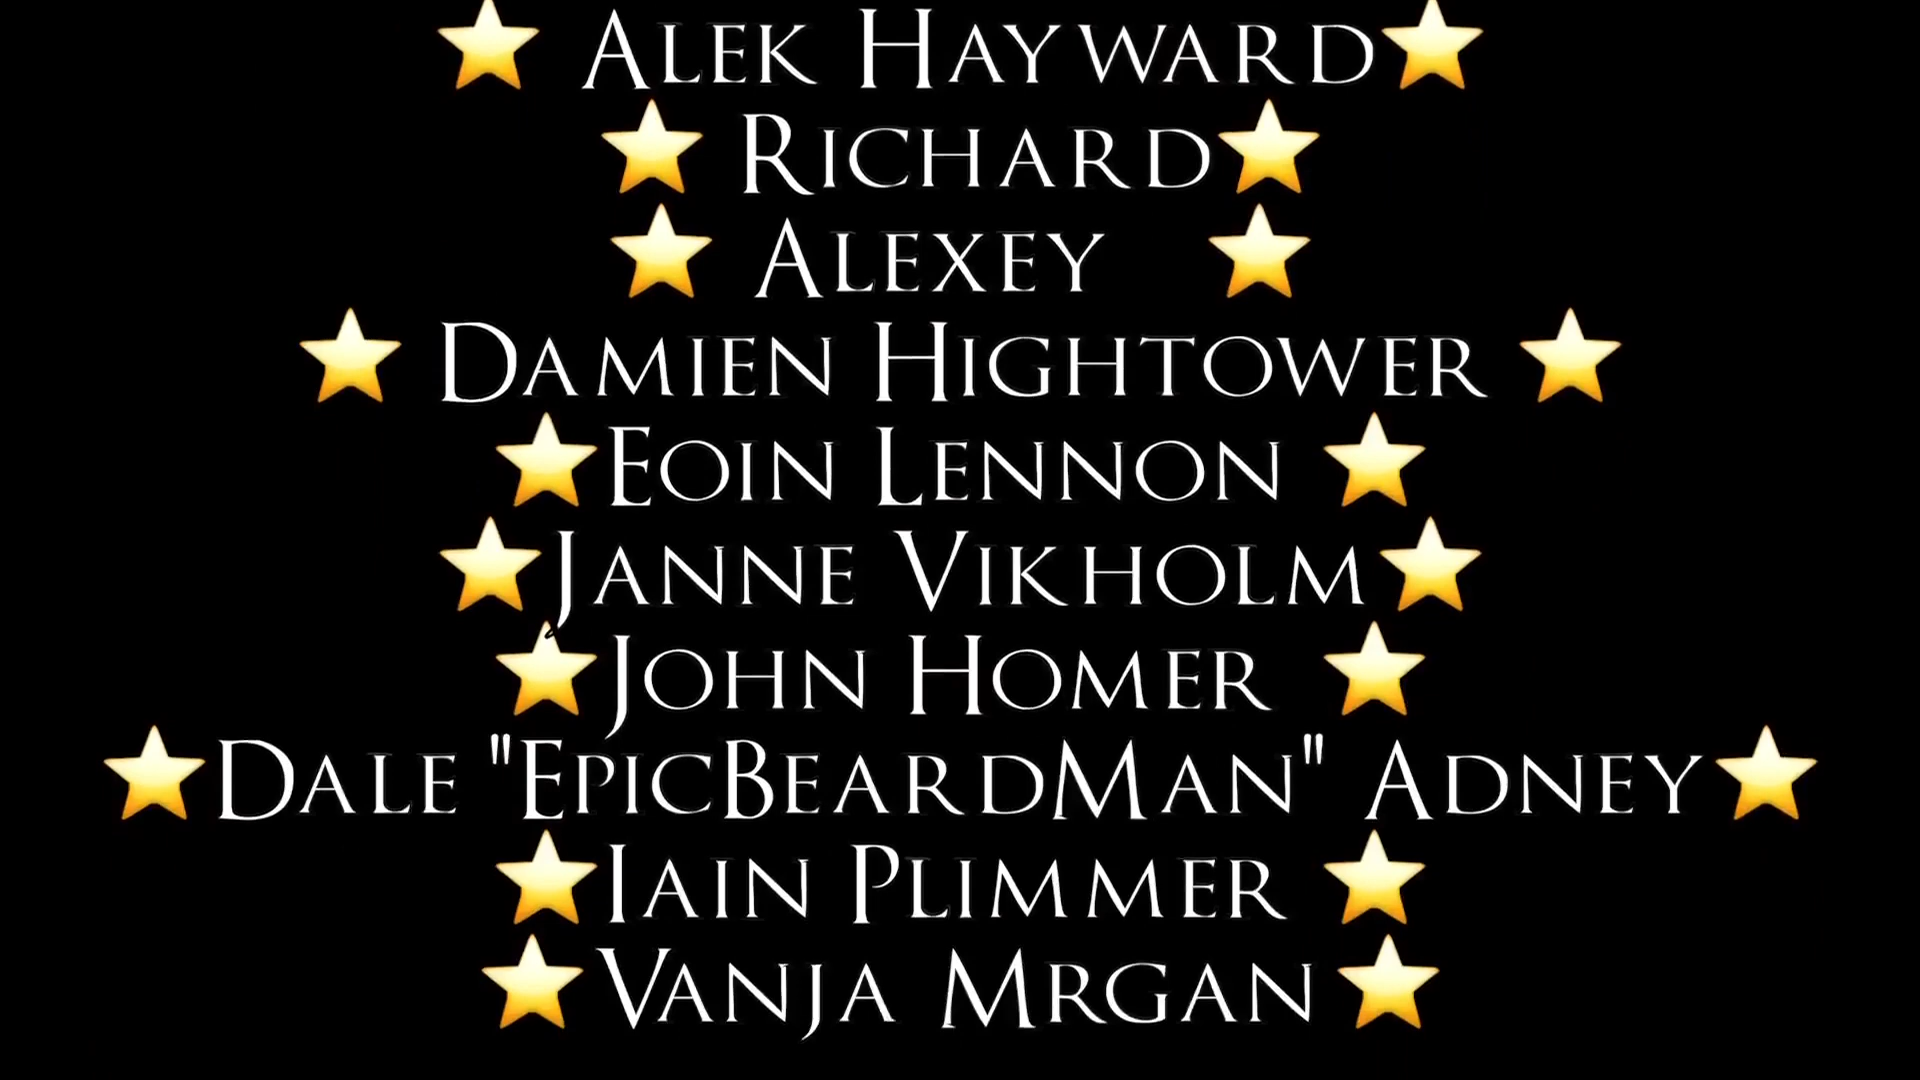 ⭐ Alek Hayward⭐
⭐ Richard⭐
⭐ Alexey ⭐
⭐ Damien Hightower ⭐
⭐Eoin Lennon ⭐
⭐Janne Vikholm⭐
⭐John Homer ⭐
⭐Dale "EpicBeardMan" Adney⭐
⭐Iain Plimmer ⭐
⭐Vanja Mrgan⭐